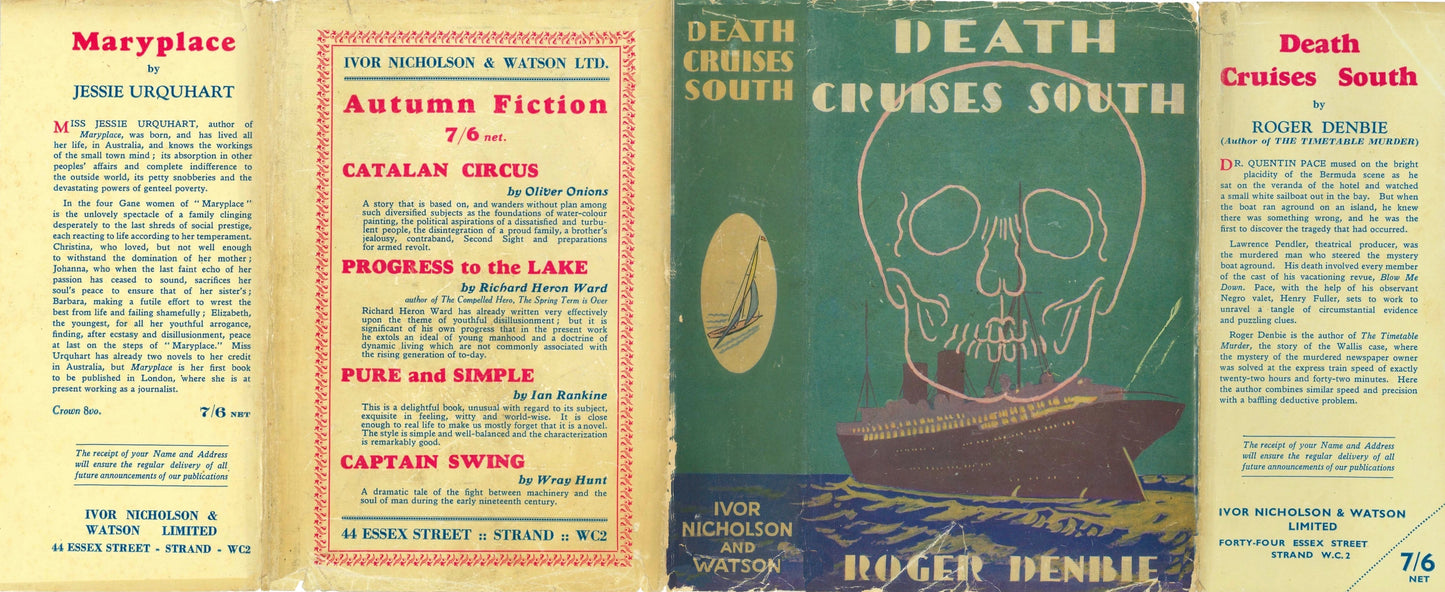 Maryplace
by
JESSIE URQUHART
MISS JESSIE URQUHART, author of
Maryplace, was born, and has lived all
her life, in Australia, and knows the workings
of the small town mind ; its absorption in other
peoples' affairs and complete indifference to
the outside world, its petty snobberies and the
devastating powers of genteel poverty.
In the four Gane women of " Maryplace "
is the unlovely spectacle of a family clinging
desperately to the last shreds of social prestige,
each reacting to life according to her temperament.
Christina, who loved, but not well enough
to withstand the domination of her mother ;
Johanna, who when the last faint echo of her
passion has ceased to sound, sacrifices her
soul's peace to ensure that of her sister's ;
Barbara, making a futile effort to wrest the
best from life and failing shamefully ; Elizabeth,
the youngest, for all her youthful arrogance,
finding, after ecstasy and disillusionment, peace
at last on the steps of " Maryplace." Miss
Urquhart has already two novels to her credit
in Australia, but Maryplace is her first book
to be published in London, where she is at
present working as a journalist.
Crown 8vo. 7/6 NET
The receipt of your Name and Address
will ensure the regular delivery of all
future announcements of our publications
IVOR NICHOLSON &
WATSON LIMITED
44 ESSEX STREET - STRAND - WC2
IVOR NICHOLSON & WATSON LTD.
Autumn Fiction
7/6 net.
CATALAN CIRCUS
by Oliver Onions
A story that is based on, and wanders without plan among
such diversified subjects as the foundations of water-colour
painting, the political aspirations of a dissatisfied and turbu-
lent people, the disintegration of a proud family, a brother's
jealousy, contraband, Second Sight and preparations
for armed revolt.
PROGRESS to the LAKE
by Richard Heron Ward
author of The Compelled Hero, The Spring Term is Over
Richard Heron Ward has already written very effectively
upon the theme of youthful disillusionment ; but it is
significant of his own progress that in the present work
he extols an ideal of young manhood and a doctrine of
dynamic living which are not commonly associated with
the rising generation of to-day.
PURE and SIMPLE
by Ian Rankine
This is a delightful book, unusual with regard to its subject,
exquisite in feeling, witty and world-wise. It is close
enough to real life to make us mostly forget that it is a novel.
The style is simple and well-balanced and the characterization
is remarkably good.
CAPTAIN SWING
by Wray Hunt
A dramatic tale of the fight between machinery and the
soul of man during the early nineteenth century.
44 ESSEX STREET :: STRAND :: WC2
DEATH
CRUISES
SOUTH
IVOR
NICHOLSON
AND
WATSON
DEATH
CRUISES SOUTH
ROGER DENBIE
Death
Cruises South
by
ROGER DENBIE
(Author of THE TIMETABLE MURDER)
DR. QUENTIN PACE mused on the bright
placidity of the Bermuda scene as he
sat on the veranda of the hotel and watched
a small white sailboat out in the bay. But when
the boat ran aground on an island, he knew
there was something wrong, and he was the
first to discover the tragedy that had occurred.
Lawrence Pendler, theatrical producer, was
the murdered man who steered the mystery
boat aground. His death involved every member
of the cast of his vacationing revue, Blow Me
Down. Pace, with the help of his observant
Negro valet, Henry Fuller, sets to work to
unravel a tangle of circumstantial evidence
and puzzling clues.
Roger Denbie is the author of The Timetable
Murder, the story of the Wallis case, where
the mystery of the murdered newspaper owner
was solved at the express train speed of exactly
twenty-two hours and forty-two minutes. Here
the author combines similar speed and precision
with a baffling deductive problem.
The receipt of your Name and Address
will ensure the regular delivery of all
future announcements of our publications
IVOR NICHOLSON & WATSON
LIMITED
FORTY-FOUR ESSEX STREET
STRAND W.C.2
7/6
NET